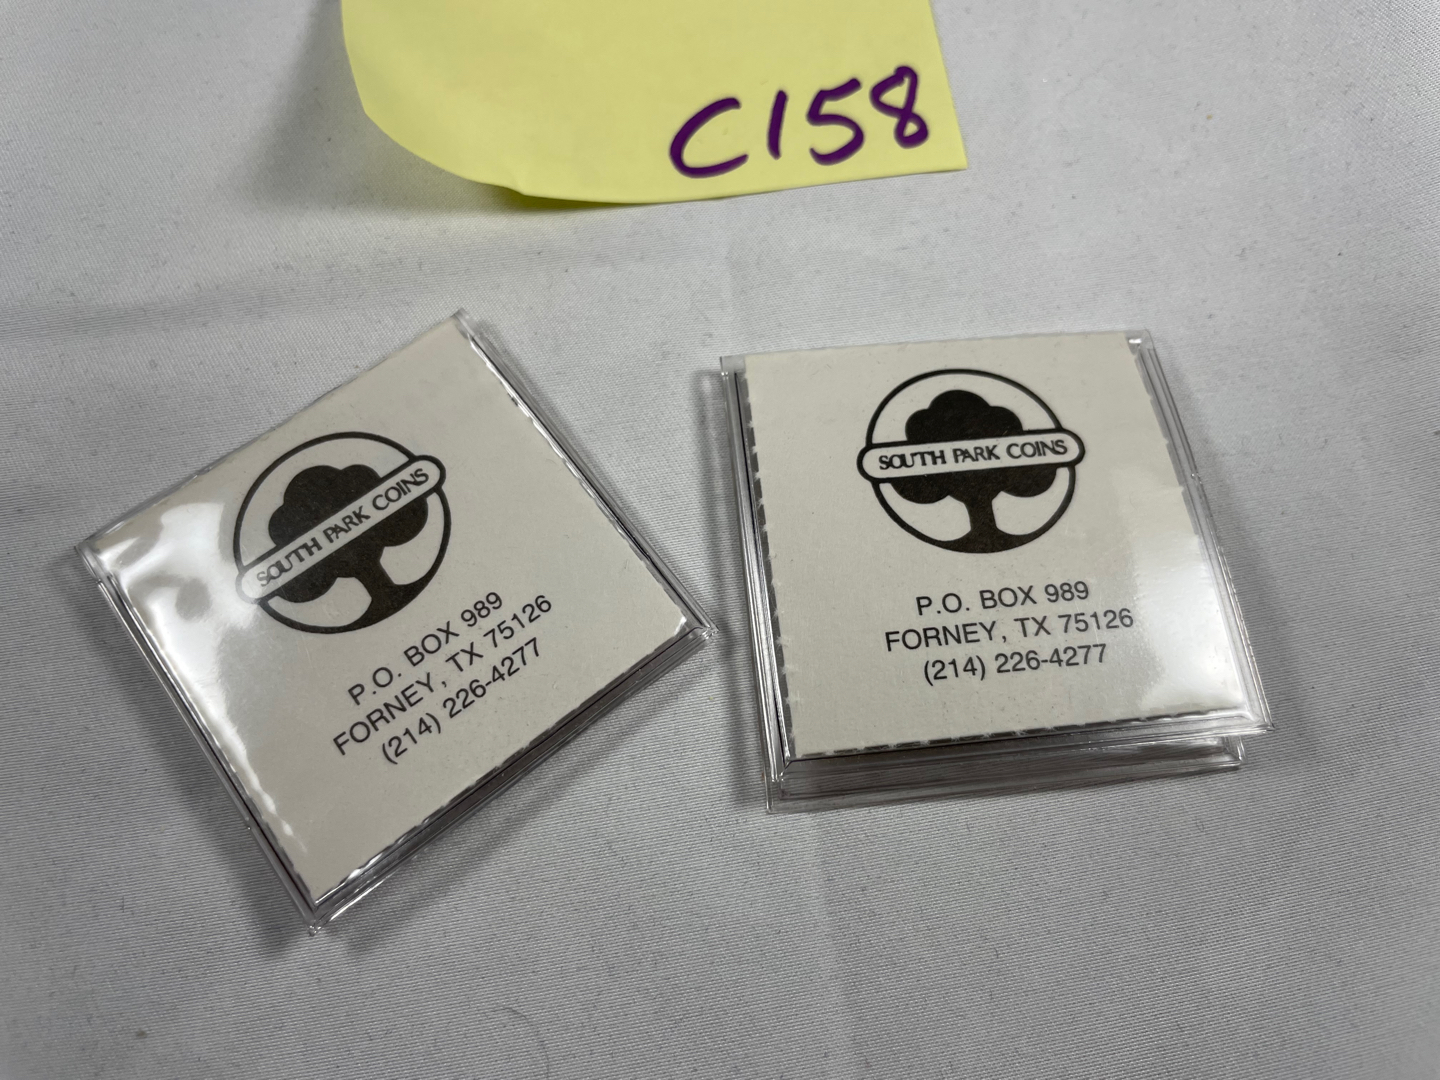 C158
SOUTH PARK COINS
P.O. BOX 989
FORNEY, TX 75126
(214) 226-4277
SOUTH PARK COINS
P.O. BOX 989
FORNEY, TX 75126
(214) 226-4277